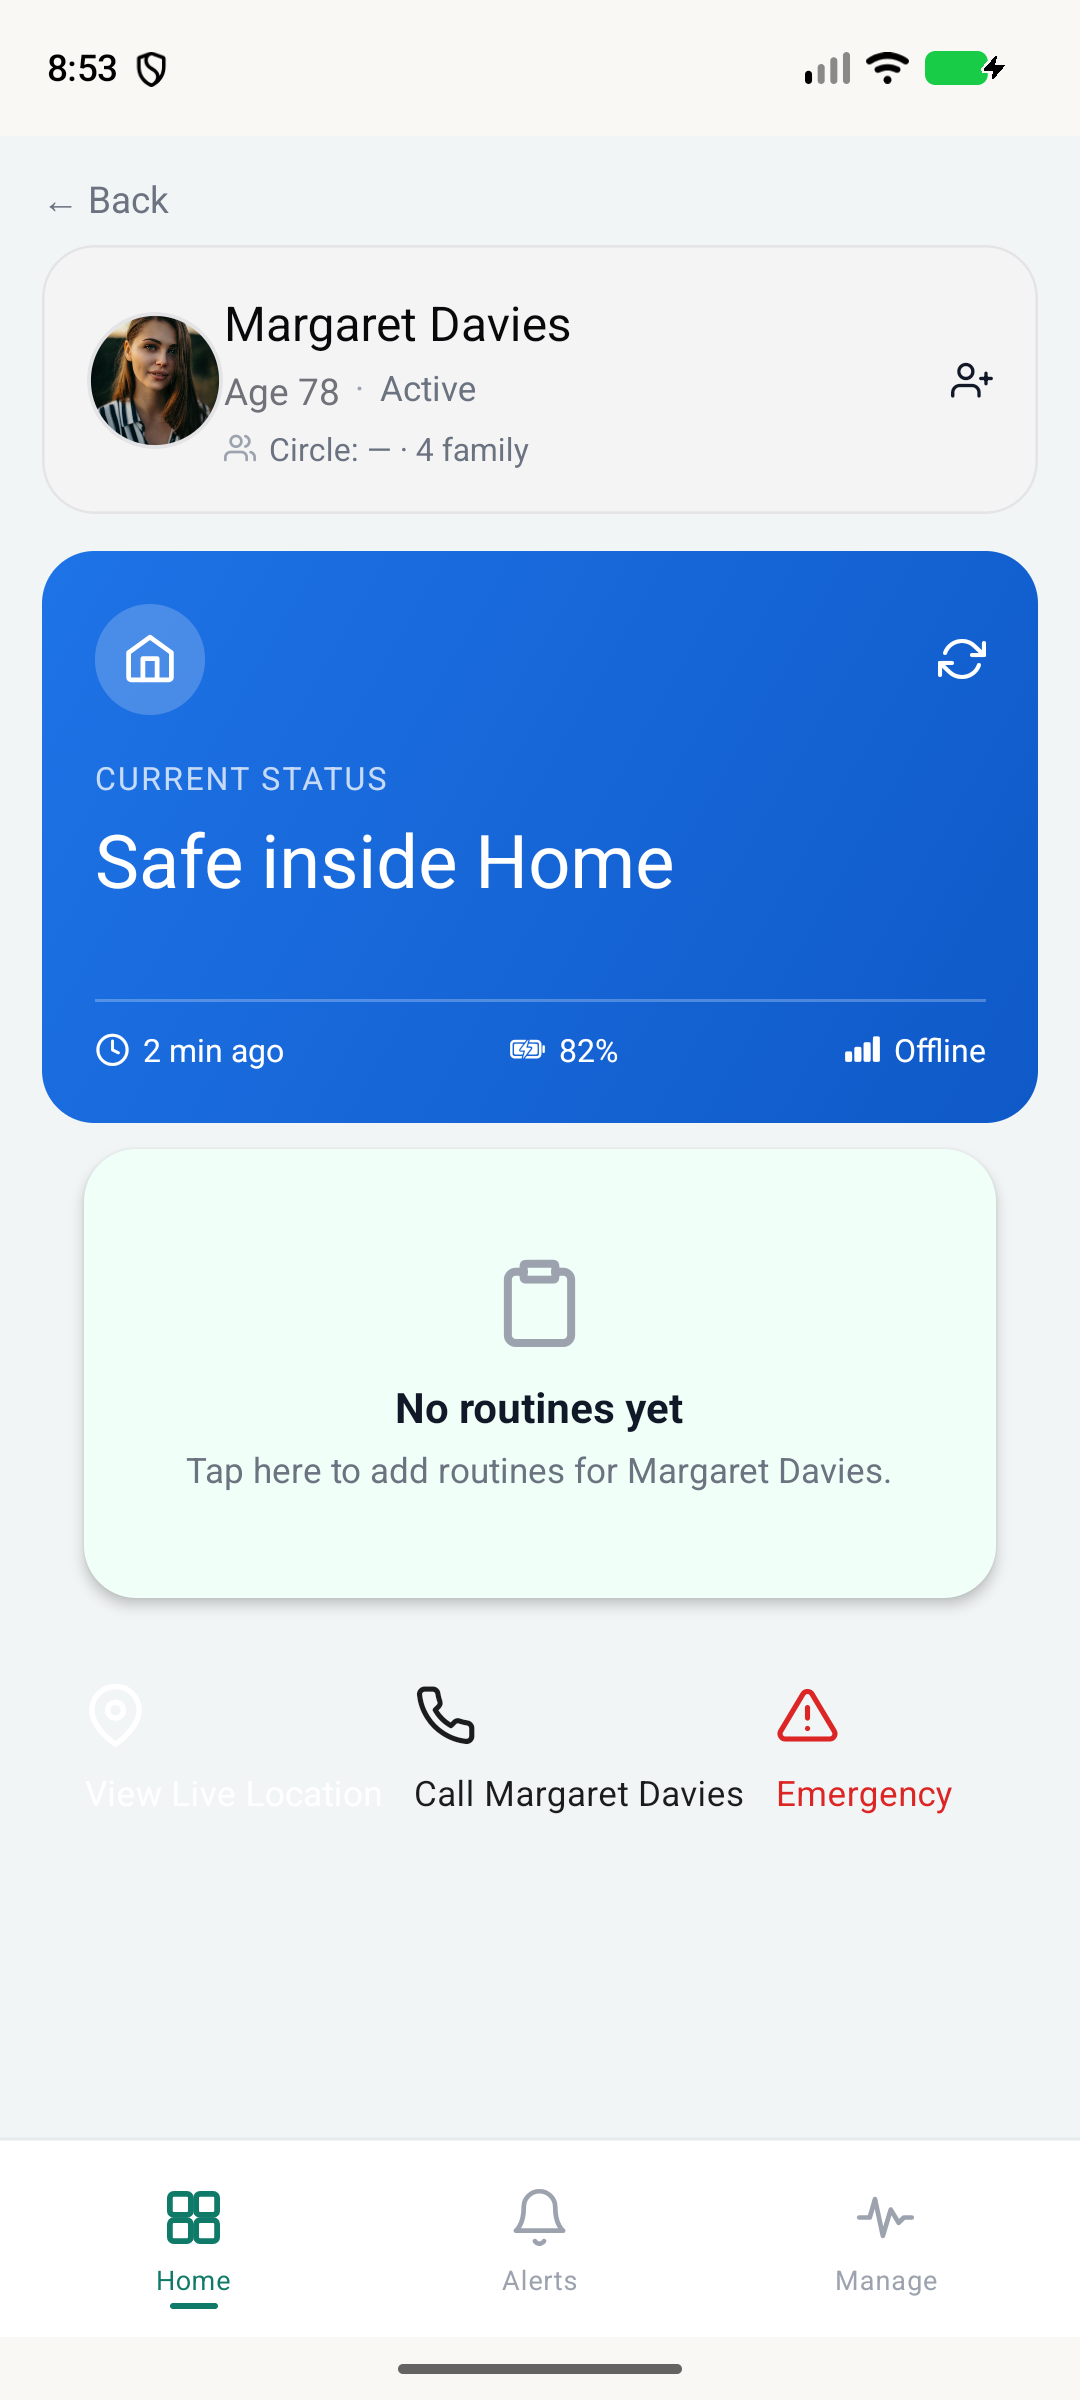 8:53
← Back
Margaret Davies
Age 78 · Active
Circle: — · 4 family
CURRENT STATUS
Safe inside Home
2 min ago
82%
Offline
No routines yet
Tap here to add routines for Margaret Davies.
View Live Location
Call Margaret Davies
Emergency
Home
Alerts
Manage